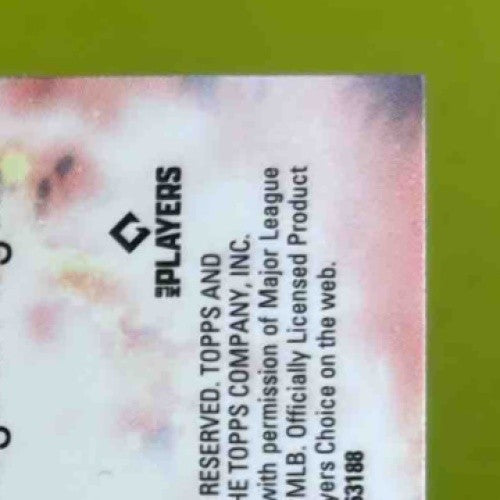 MLB PLAYERS
RESERVED. TOPPS AND
HE TOPPS COMPANY, INC.
with permission of Major League
MLB. Officially Licensed Product
yers Choice on the web.
63188